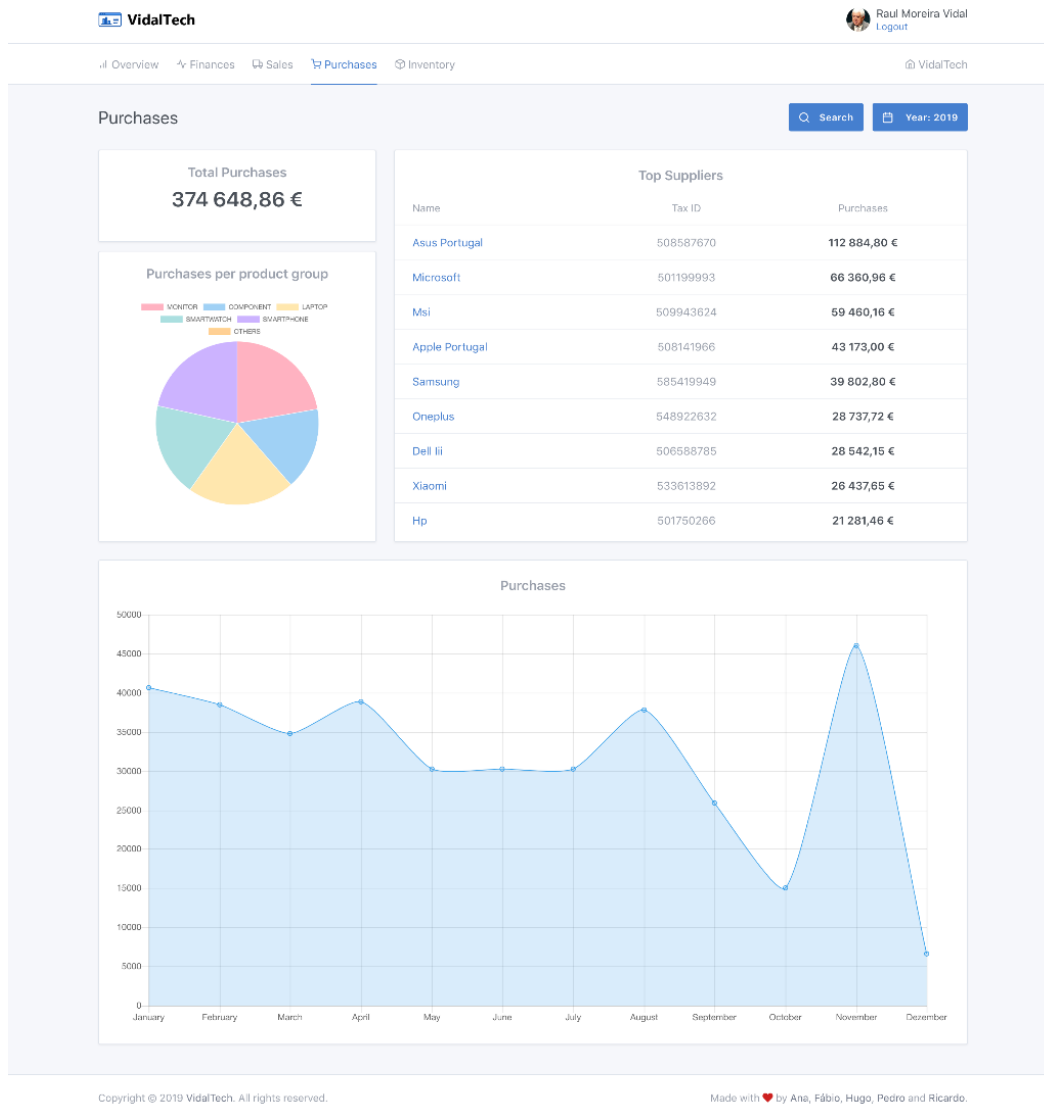 VidalTech
Raul Moreira Vidal
Logout
Overview Finances Sales Purchases Inventory VidalTech
Purchases
Search
Year: 2019
Total Purchases
374 648,86 €
Purchases per product group
MONITOR COMPONENT LAPTOP
SMARTWATCH SMARTPHONE
OTHERS
Top Suppliers
Name Tax ID Purchases
Asus Portugal 508587670 112 884,80 €
Microsoft 501199993 66 360,96 €
Msi 509943624 59 460,16 €
Apple Portugal 508141966 43 173,00 €
Samsung 585419949 39 802,80 €
Oneplus 548922632 28 737,72 €
Dell Iii 506588785 28 542,15 €
Xiaomi 533613892 26 437,65 €
Hp 501750266 21 281,46 €
Purchases
50000
45000
40000
35000
30000
25000
20000
15000
10000
5000
0
January February March April May June July August September October November Dezember
Copyright © 2019 VidalTech. All rights reserved.
Made with ❤ by Ana, Fábio, Hugo, Pedro and Ricardo.